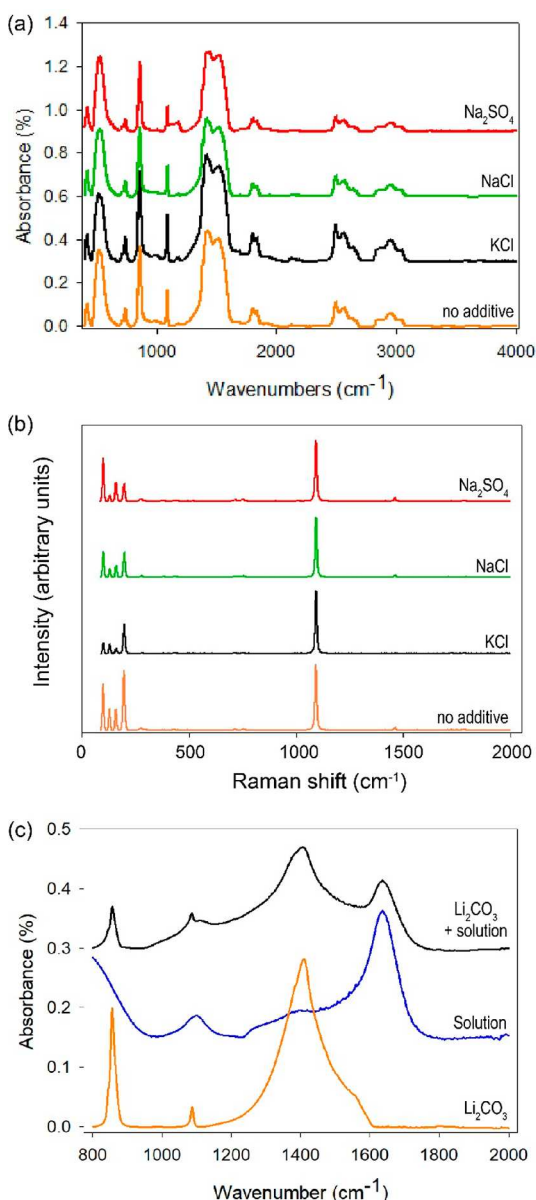 (a)
1.4
1.2
1.0
0.8
0.6
0.4
0.2
0.0
Absorbance (%)
Na₂SO₄
NaCl
KCl
no additive
1000 2000 3000 4000
Wavenumbers (cm⁻¹)
(b)
Intensity (arbitrary units)
Na₂SO₄
NaCl
KCl
no additive
0 500 1000 1500 2000
Raman shift (cm⁻¹)
(c)
0.5
0.4
0.3
0.2
0.1
0.0
Absorbance (%)
Li₂CO₃
+ solution
Solution
Li₂CO₃
800 1000 1200 1400 1600 1800 2000
Wavenumber (cm⁻¹)